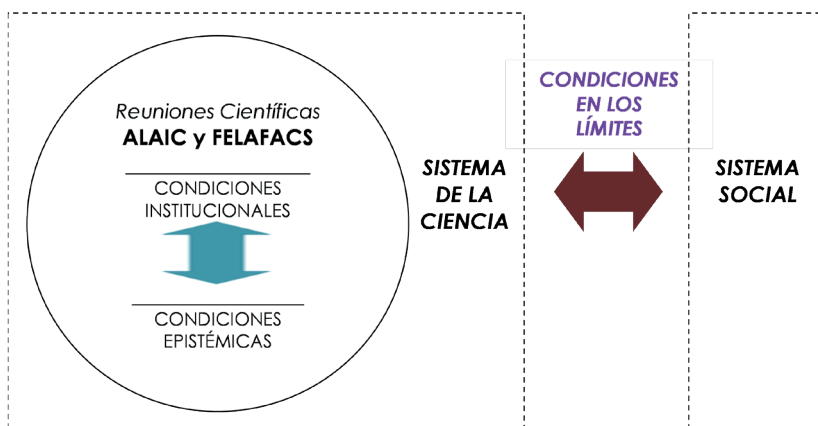 Reuniones Científicas
ALAIC y FELAFACS
CONDICIONES
INSTITUCIONALES
CONDICIONES
EPISTÉMICAS
SISTEMA
DE LA
CIENCIA
CONDICIONES
EN LOS
LÍMITES
SISTEMA
SOCIAL